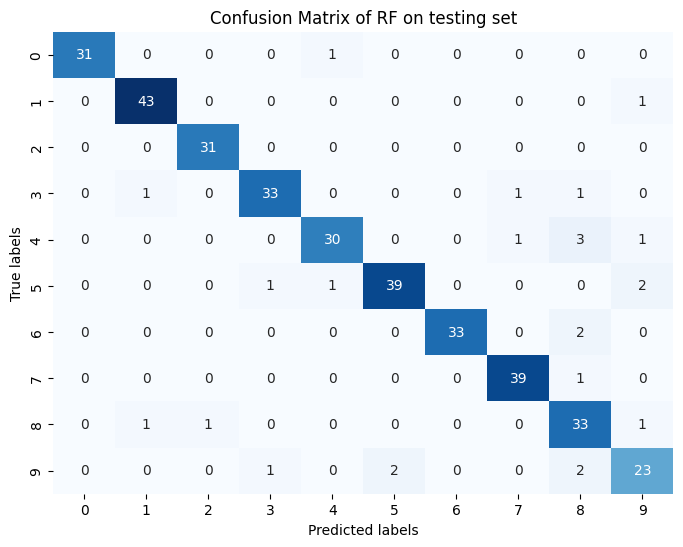 Confusion Matrix of RF on testing set
0 31 0 0 0 1 0 0 0 0 0
1 0 43 0 0 0 0 0 0 0 1
2 0 0 31 0 0 0 0 0 0 0
3 0 1 0 33 0 0 0 1 1 0
4 0 0 0 0 30 0 0 1 3 1
5 0 0 0 1 1 39 0 0 0 2
6 0 0 0 0 0 0 33 0 2 0
7 0 0 0 0 0 0 0 39 1 0
8 0 1 1 0 0 0 0 0 33 1
9 0 0 0 1 0 2 0 0 2 23
True labels
0 1 2 3 4 5 6 7 8 9
Predicted labels